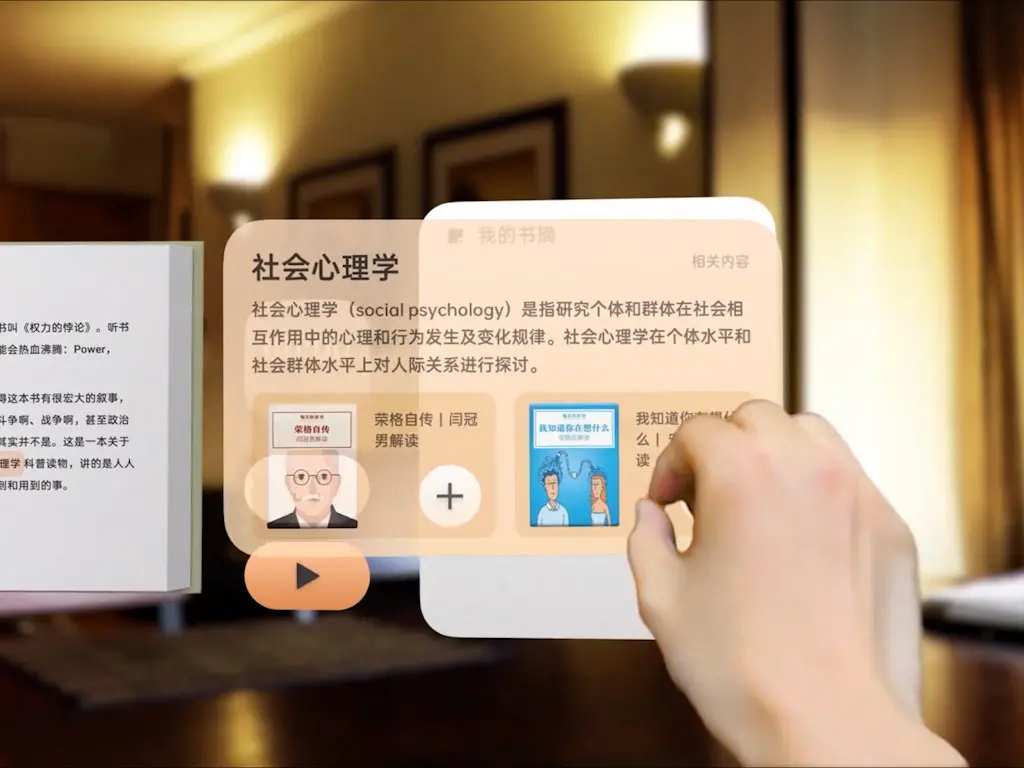 书叫《权力的悖论》。听书
能会热血沸腾：Power，
得这本书有很宏大的叙事，
斗争啊、战争啊，甚至政治
其实并不是。这是一本关于
理学 科普读物，讲的是人人
到和用到的事。
我的书摘
社会心理学
相关内容
社会心理学（social psychology）是指研究个体和群体在社会相
互作用中的心理和行为发生及变化规律。社会心理学在个体水平和
社会群体水平上对人际关系进行探讨。
荣格自传
闫冠男解读
荣格自传 | 闫冠
男解读
我知道你在想什么
我知道你在想什
么 |
读